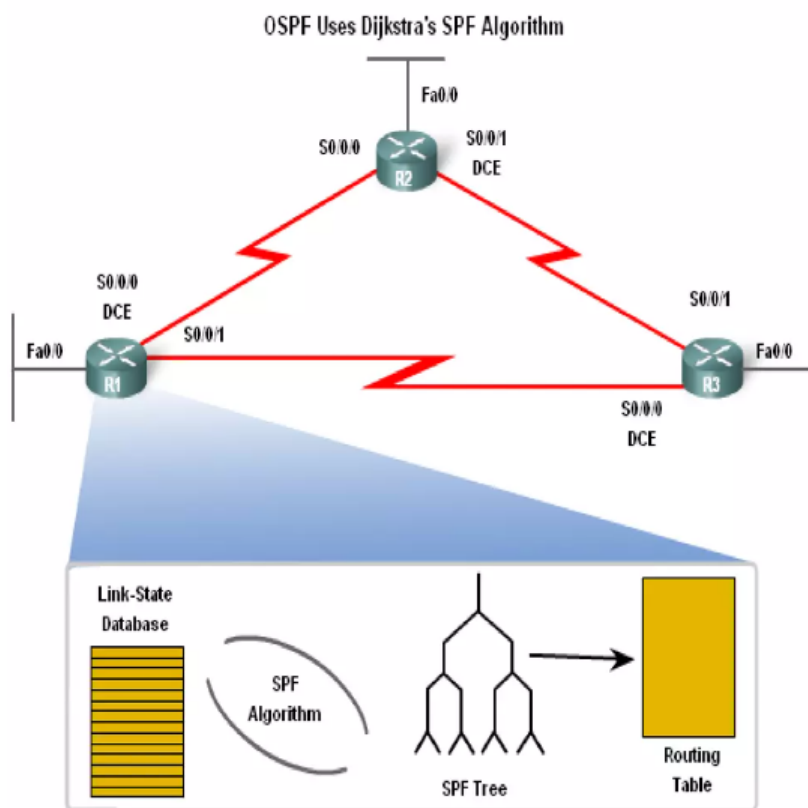 OSPF Uses Dijkstra's SPF Algorithm
Fa0/0
S0/0/0
S0/0/1
DCE
R2
S0/0/0
DCE
S0/0/1
Fa0/0
R1
S0/0/1
Fa0/0
R3
S0/0/0
DCE
Link-State
Database
SPF
Algorithm
SPF Tree
Routing
Table